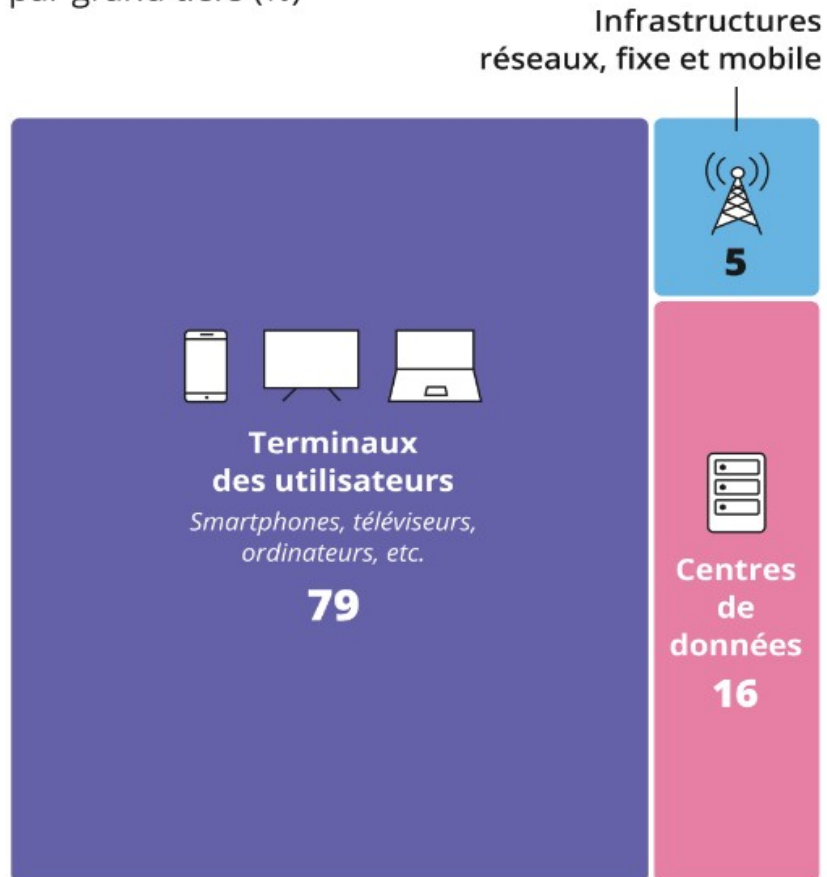 Infrastructures
réseaux, fixe et mobile
5
Terminaux
des utilisateurs
Smartphones, téléviseurs,
ordinateurs, etc.
79
Centres
de
données
16